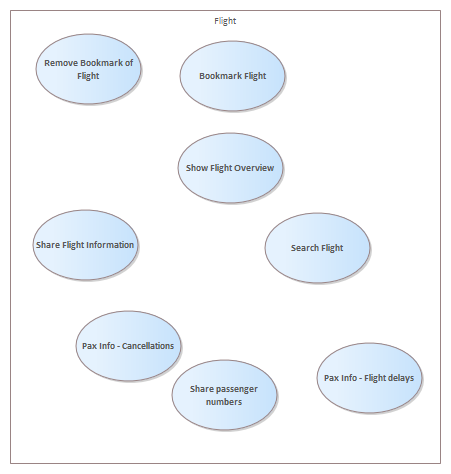 Flight
Remove Bookmark of
Flight
Bookmark Flight
Show Flight Overview
Share Flight Information
Search Flight
Pax Info - Cancellations
Share passenger
numbers
Pax Info - Flight delays